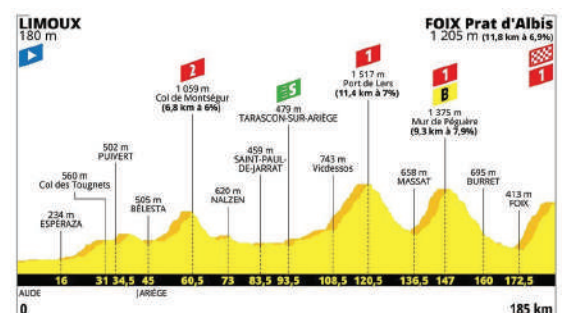 LIMOUX
180 m
FOIX Prat d'Albis
1 205 m (11,8 km à 6,9%)
1
2
1 059 m
Col de Montségur
(6,8 km à 6%)
S
479 m
TARASCON-SUR-ARIÈGE
1
1 517 m
Port de Lers
(11,4 km à 7%)
1
B
1 375 m
Mur de Péguère
(9,3 km à 7,9%)
234 m
ESPÉRAZA
560 m
Col des Tougnets
502 m
PUIVERT
505 m
BÉLESTA
620 m
NALZEN
459 m
SAINT-PAUL-
DE-JARRAT
743 m
Vicdessos
658 m
MASSAT
695 m
BURRET
413 m
FOIX
16 31 34,5 45 60,5 73 83,5 93,5 108,5 120,5 136,5 147 160 172,5
AUDE |ARIÈGE
0 185 km